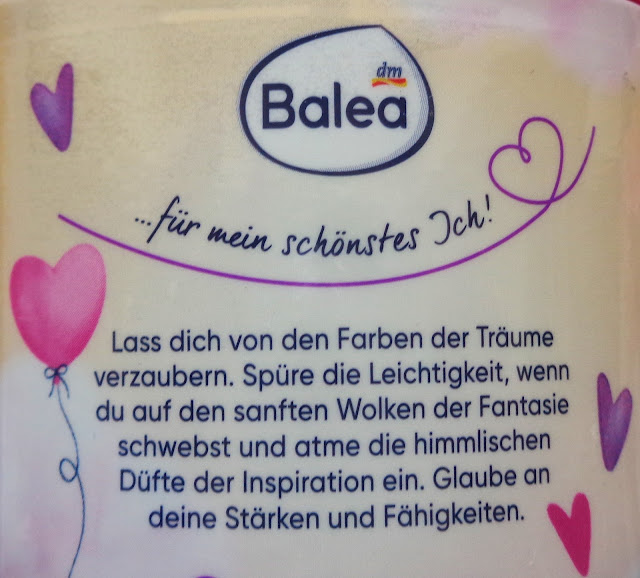 dm
Balea
...für mein schönstes Ich!
Lass dich von den Farben der Träume
verzaubern. Spüre die Leichtigkeit, wenn
du auf den sanften Wolken der Fantasie
schwebst und atme die himmlischen
Düfte der Inspiration ein. Glaube an
deine Stärken und Fähigkeiten.